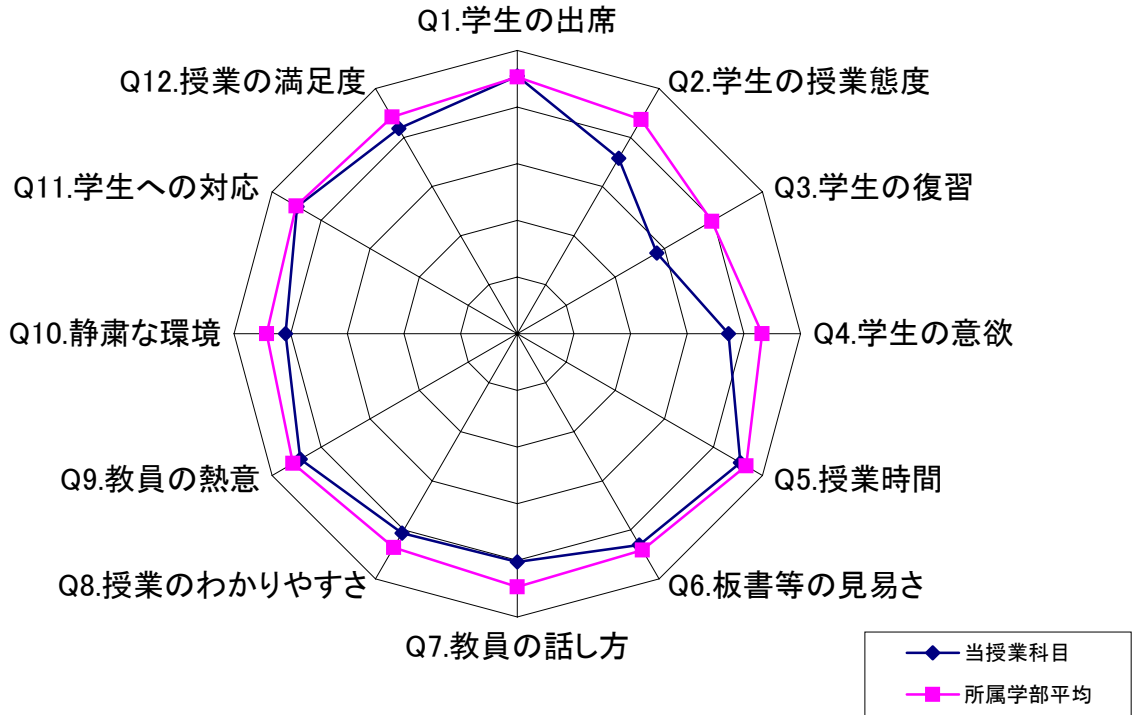 Q1.学生の出席
Q2.学生の授業態度
Q3.学生の復習
Q4.学生の意欲
Q5.授業時間
Q6.板書等の見易さ
Q7.教員の話し方
Q8.授業のわかりやすさ
Q9.教員の熱意
Q10.静粛な環境
Q11.学生への対応
Q12.授業の満足度
当授業科目
所属学部平均